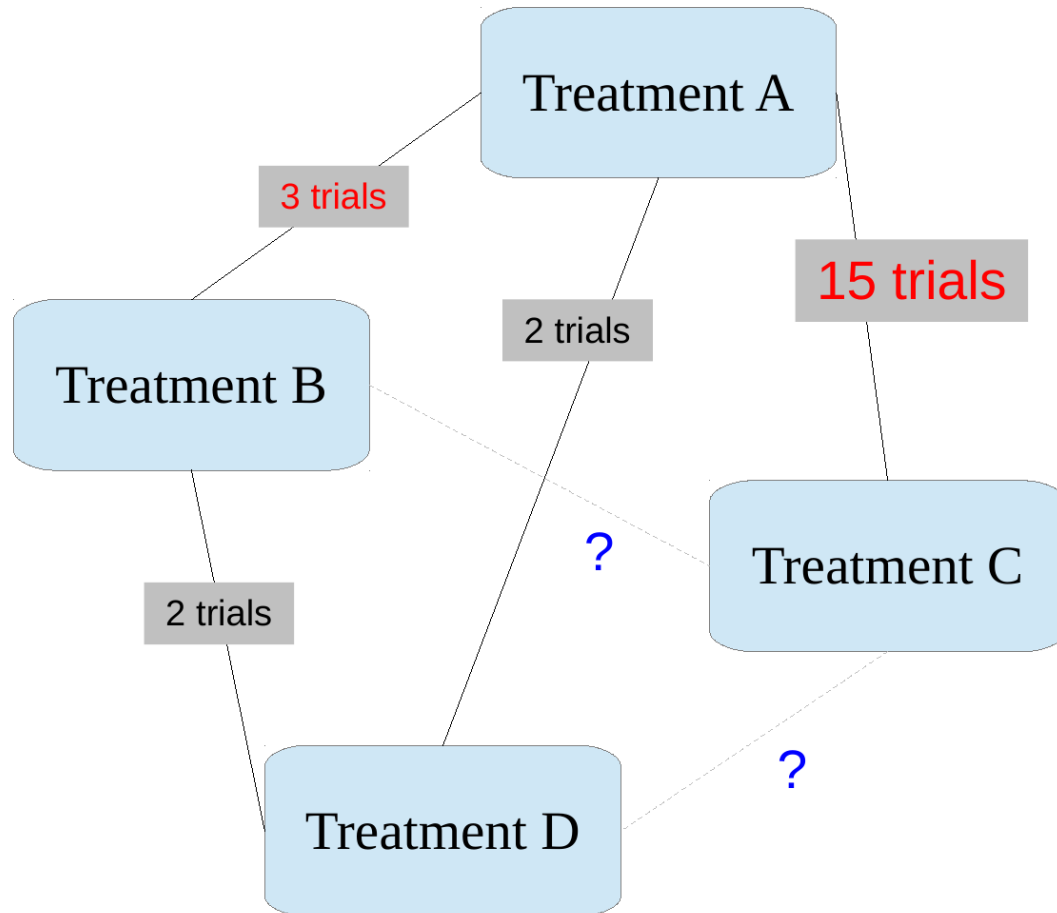 Treatment A
3 trials
15 trials
2 trials
Treatment B
?
Treatment C
2 trials
?
Treatment D